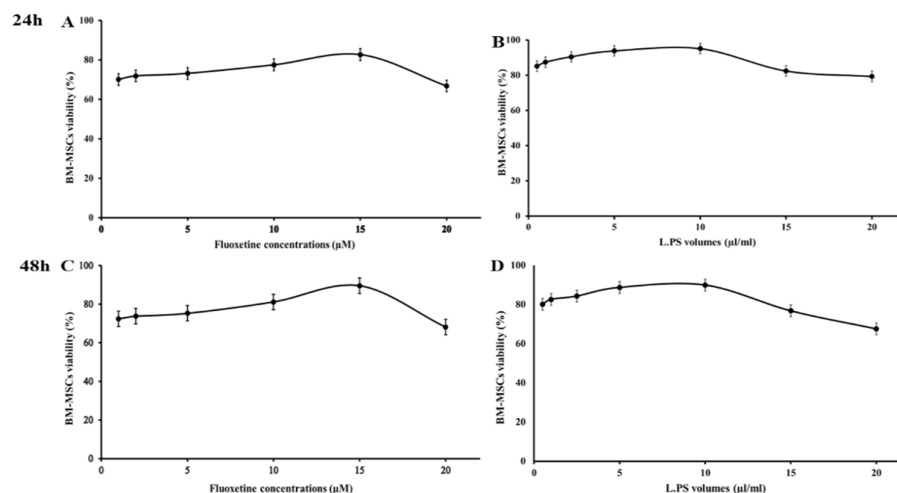 24h
A
100
80
60
40
20
0
BM-MSCs viability (%)
0 5 10 15 20
Fluoxetine concentrations (µM)
B
100
80
60
40
20
0
BM-MSCs viability (%)
0 5 10 15 20
L.PS volumes (µl/ml)
48h
C
100
80
60
40
20
0
BM-MSCs viability (%)
0 5 10 15 20
Fluoxetine concentrations (µM)
D
100
80
60
40
20
0
BM-MSCs viability (%)
0 5 10 15 20
L.PS volumes (µl/ml)